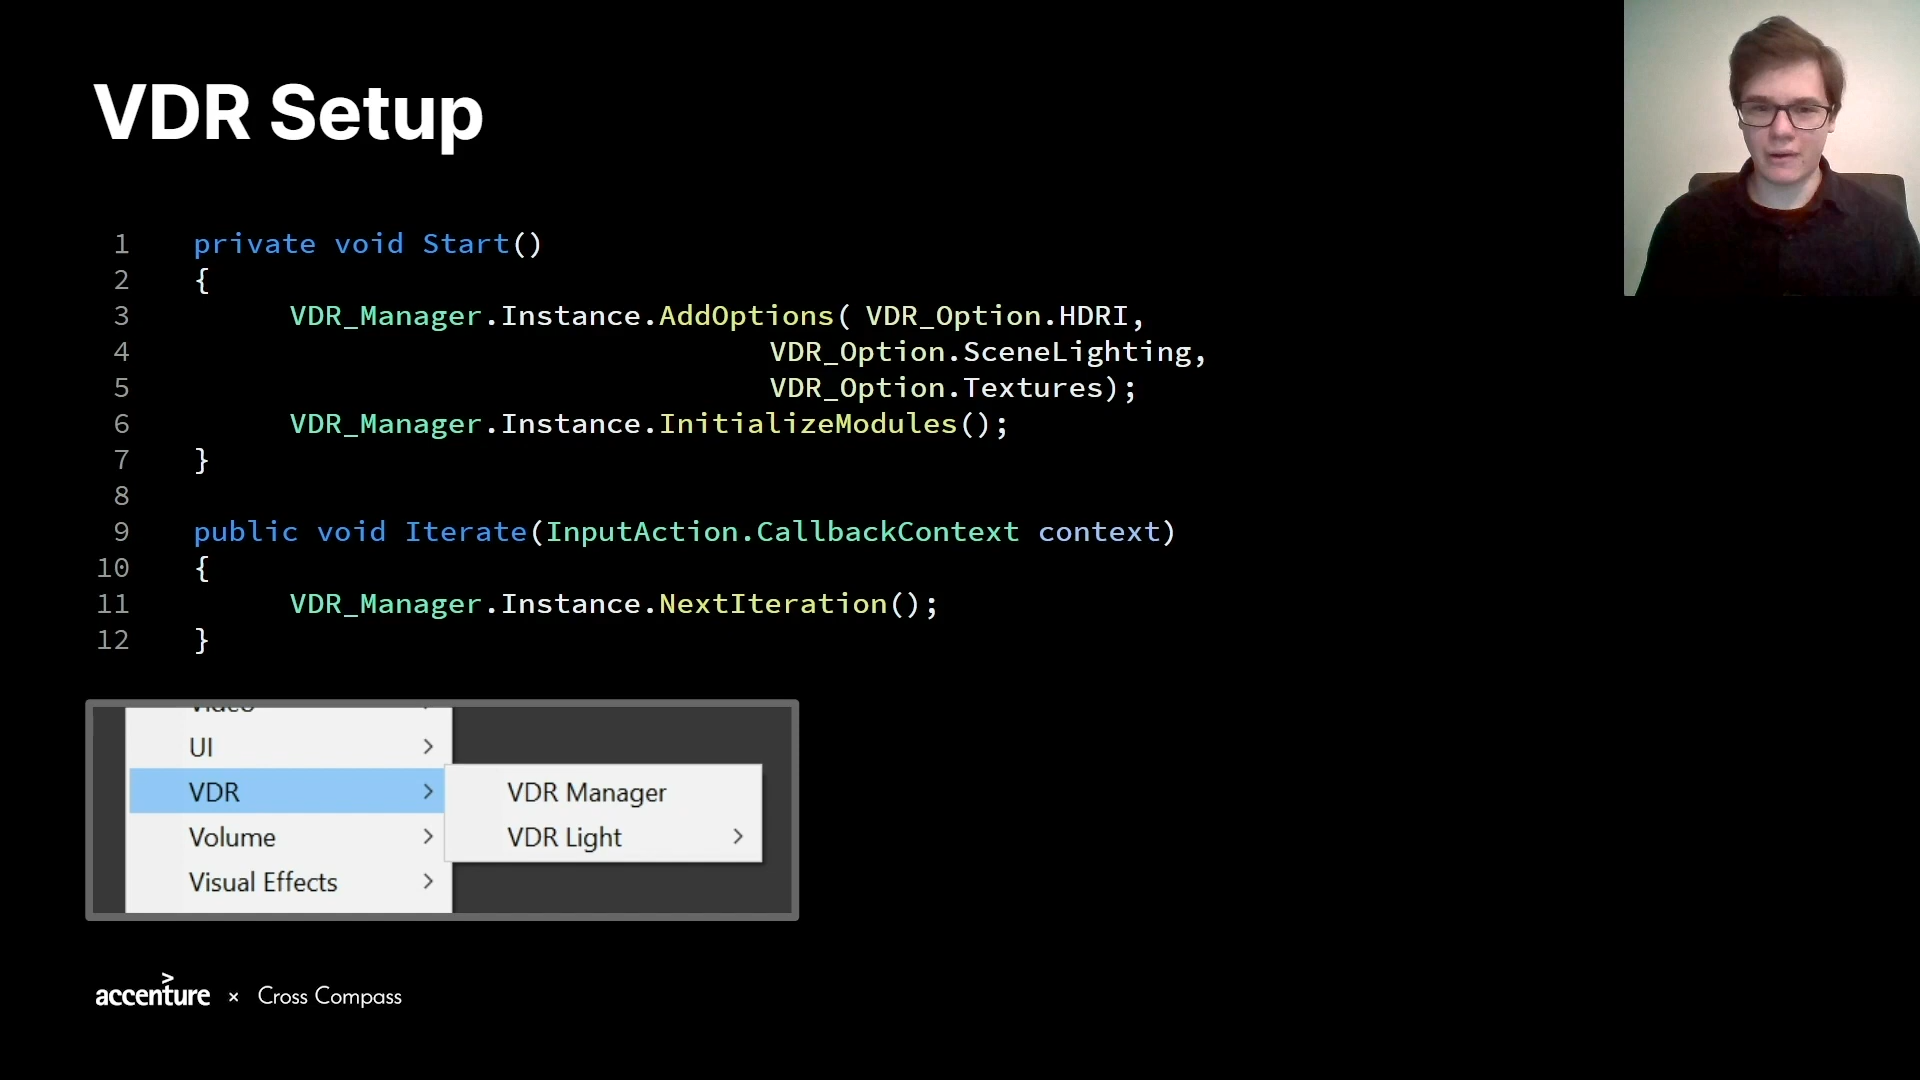 VDR Setup
1 private void Start()
2 {
3 VDR_Manager.Instance.AddOptions( VDR_Option.HDRI,
4 VDR_Option.SceneLighting,
5 VDR_Option.Textures);
6 VDR_Manager.Instance.InitializeModules();
7 }
8
9 public void Iterate(InputAction.CallbackContext context)
10 {
11 VDR_Manager.Instance.NextIteration();
12 }
Video >
UI >
VDR >
VDR Manager
Volume >
VDR Light >
Visual Effects >
accenture × Cross Compass